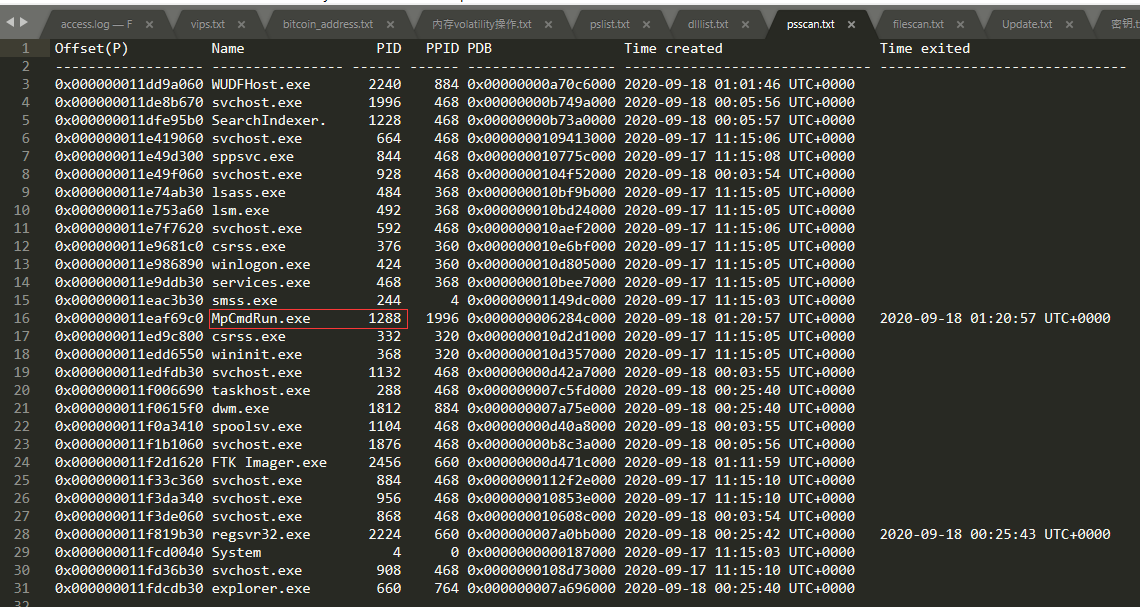 access.log — F × vips.txt × bitcoin_address.txt × 内存volatility操作.txt × pslist.txt × dlllist.txt × psscan.txt × filescan.txt × Update.txt × 密钥.t
1 Offset(P) Name PID PPID PDB Time created Time exited
2 ------------------ ---------------- ------ ------ ------------------ ------------------------------ ------------------------------
3 0x000000011dd9a060 WUDFHost.exe 2240 884 0x00000000a70c6000 2020-09-18 01:01:46 UTC+0000
4 0x000000011de8b670 svchost.exe 1996 468 0x00000000b749a000 2020-09-18 00:05:56 UTC+0000
5 0x000000011dfe95b0 SearchIndexer. 1228 468 0x00000000b73a0000 2020-09-18 00:05:57 UTC+0000
6 0x000000011e419060 svchost.exe 664 468 0x0000000109413000 2020-09-17 11:15:06 UTC+0000
7 0x000000011e49d300 sppsvc.exe 844 468 0x000000010775c000 2020-09-17 11:15:08 UTC+0000
8 0x000000011e49f060 svchost.exe 928 468 0x0000000104f52000 2020-09-18 00:03:54 UTC+0000
9 0x000000011e74ab30 lsass.exe 484 368 0x000000010bf9b000 2020-09-17 11:15:05 UTC+0000
10 0x000000011e753a60 lsm.exe 492 368 0x000000010bd24000 2020-09-17 11:15:05 UTC+0000
11 0x000000011e7f7620 svchost.exe 592 468 0x000000010aef2000 2020-09-17 11:15:06 UTC+0000
12 0x000000011e9681c0 csrss.exe 376 360 0x000000010e6bf000 2020-09-17 11:15:05 UTC+0000
13 0x000000011e986890 winlogon.exe 424 360 0x000000010d805000 2020-09-17 11:15:05 UTC+0000
14 0x000000011e9ddb30 services.exe 468 368 0x000000010bee7000 2020-09-17 11:15:05 UTC+0000
15 0x000000011eac3b30 smss.exe 244 4 0x00000001149dc000 2020-09-17 11:15:03 UTC+0000
16 0x000000011eaf69c0 MpCmdRun.exe 1288 1996 0x000000006284c000 2020-09-18 01:20:57 UTC+0000 2020-09-18 01:20:57 UTC+0000
17 0x000000011ed9c800 csrss.exe 332 320 0x000000010d2d1000 2020-09-17 11:15:05 UTC+0000
18 0x000000011edd6550 wininit.exe 368 320 0x000000010d357000 2020-09-17 11:15:05 UTC+0000
19 0x000000011edfdb30 svchost.exe 1132 468 0x00000000d42a7000 2020-09-18 00:03:55 UTC+0000
20 0x000000011f006690 taskhost.exe 288 468 0x000000007c5fd000 2020-09-18 00:25:40 UTC+0000
21 0x000000011f0615f0 dwm.exe 1812 884 0x000000007a75e000 2020-09-18 00:25:40 UTC+0000
22 0x000000011f0a3410 spoolsv.exe 1104 468 0x00000000d40a8000 2020-09-18 00:03:55 UTC+0000
23 0x000000011f1b1060 svchost.exe 1876 468 0x00000000b8c3a000 2020-09-18 00:05:56 UTC+0000
24 0x000000011f2d1620 FTK Imager.exe 2456 660 0x00000000d471c000 2020-09-18 01:11:59 UTC+0000
25 0x000000011f33c360 svchost.exe 884 468 0x0000000112f2e000 2020-09-17 11:15:10 UTC+0000
26 0x000000011f3da340 svchost.exe 956 468 0x000000010853e000 2020-09-17 11:15:10 UTC+0000
27 0x000000011f3de060 svchost.exe 868 468 0x000000010608c000 2020-09-18 00:03:54 UTC+0000
28 0x000000011f819b30 regsvr32.exe 2224 660 0x000000007a0bb000 2020-09-18 00:25:42 UTC+0000 2020-09-18 00:25:43 UTC+0000
29 0x000000011fcd0040 System 4 0 0x0000000000187000 2020-09-17 11:15:03 UTC+0000
30 0x000000011fd36b30 svchost.exe 908 468 0x0000000108d73000 2020-09-17 11:15:10 UTC+0000
31 0x000000011fdcdb30 explorer.exe 660 764 0x000000007a696000 2020-09-18 00:25:40 UTC+0000
32